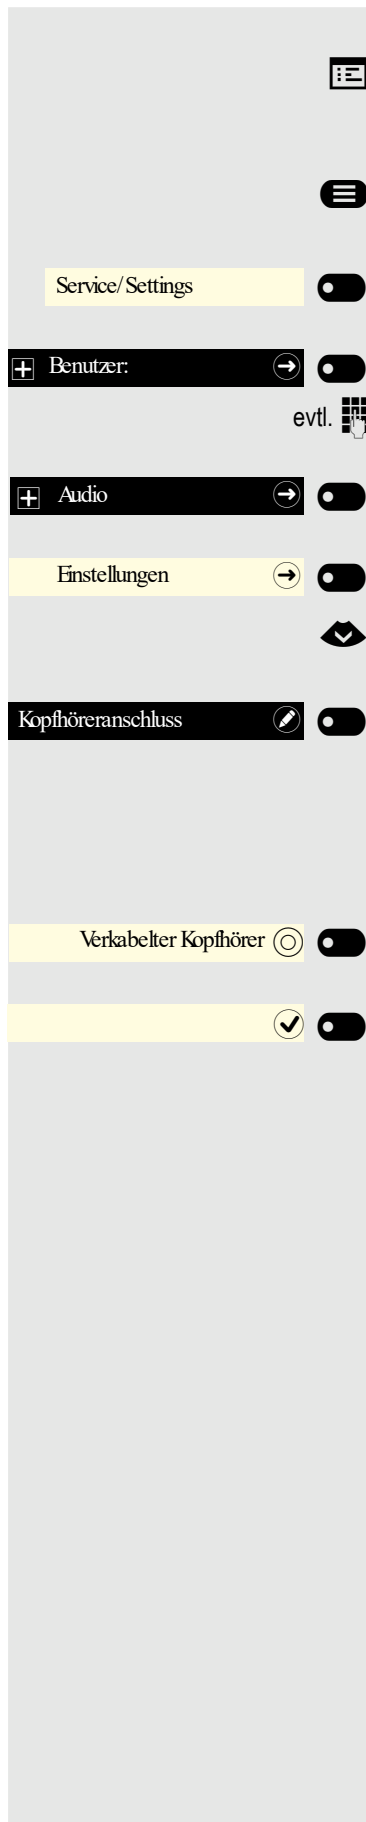 Service/Settings
Benutzer:
evtl.
Audio
Einstellungen
Kopfhöreranschluss
Verkabelter Kopfhörer